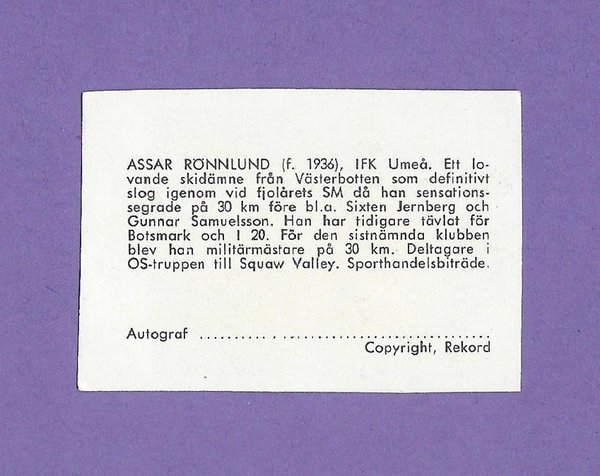 ASSAR RÖNNLUND (f. 1936), IFK Umeå. Ett lo-
vande skidämne från Västerbotten som definitivt
slog igenom vid fjolårets SM då han sensations-
segrade på 30 km före bl.a. Sixten Jernberg och
Gunnar Samuelsson. Han har tidigare tävlat för
Botsmark och I 20. För den sistnämnda klubben
blev han militärmästare på 30 km. Deltagare i
OS-truppen till Squaw Valley. Sporthandelsbiträde.
Autograf ..........................................
Copyright, Rekord